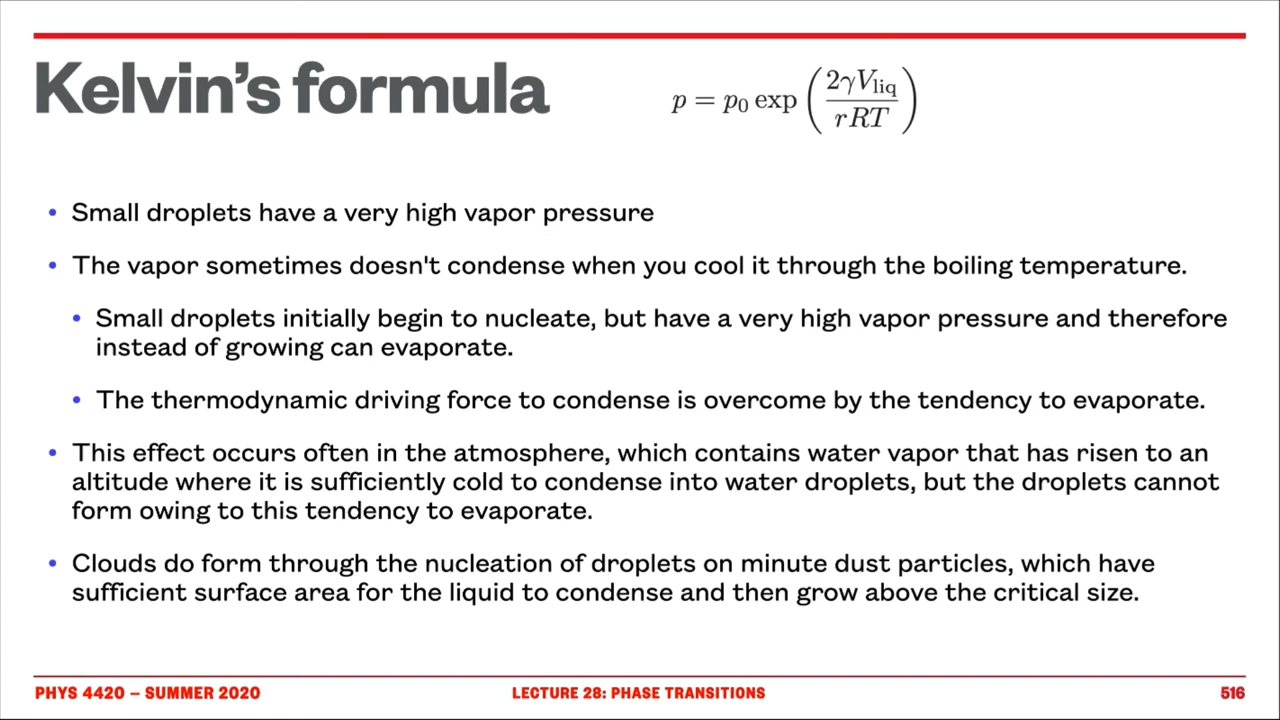 Kelvin's formula
p = p₀ exp (2γV_liq / rRT)
• Small droplets have a very high vapor pressure
• The vapor sometimes doesn't condense when you cool it through the boiling temperature.
• Small droplets initially begin to nucleate, but have a very high vapor pressure and therefore
instead of growing can evaporate.
• The thermodynamic driving force to condense is overcome by the tendency to evaporate.
• This effect occurs often in the atmosphere, which contains water vapor that has risen to an
altitude where it is sufficiently cold to condense into water droplets, but the droplets cannot
form owing to this tendency to evaporate.
• Clouds do form through the nucleation of droplets on minute dust particles, which have
sufficient surface area for the liquid to condense and then grow above the critical size.
PHYS 4420 – SUMMER 2020
LECTURE 28: PHASE TRANSITIONS
516